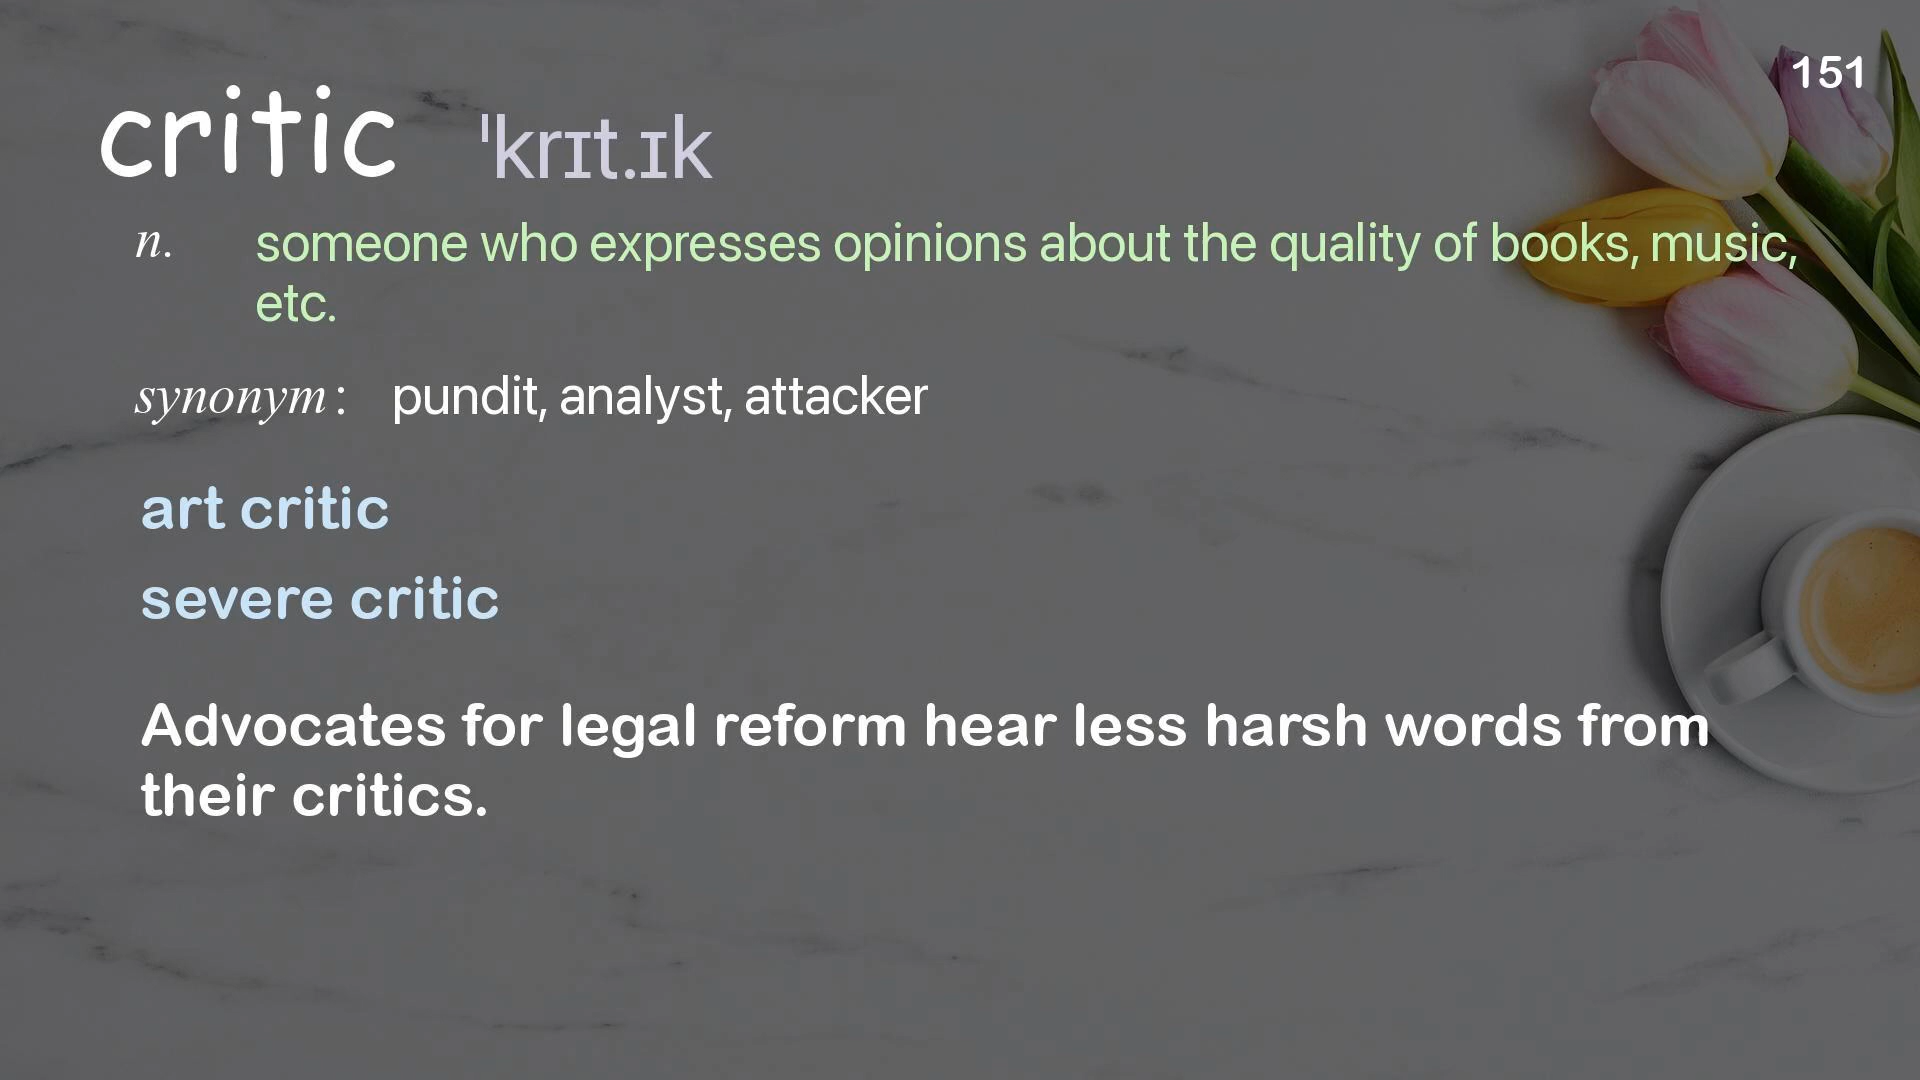 151
critic ˈkrɪt.ɪk
n. someone who expresses opinions about the quality of books, music,
etc.
synonym: pundit, analyst, attacker
art critic
severe critic
Advocates for legal reform hear less harsh words from
their critics.